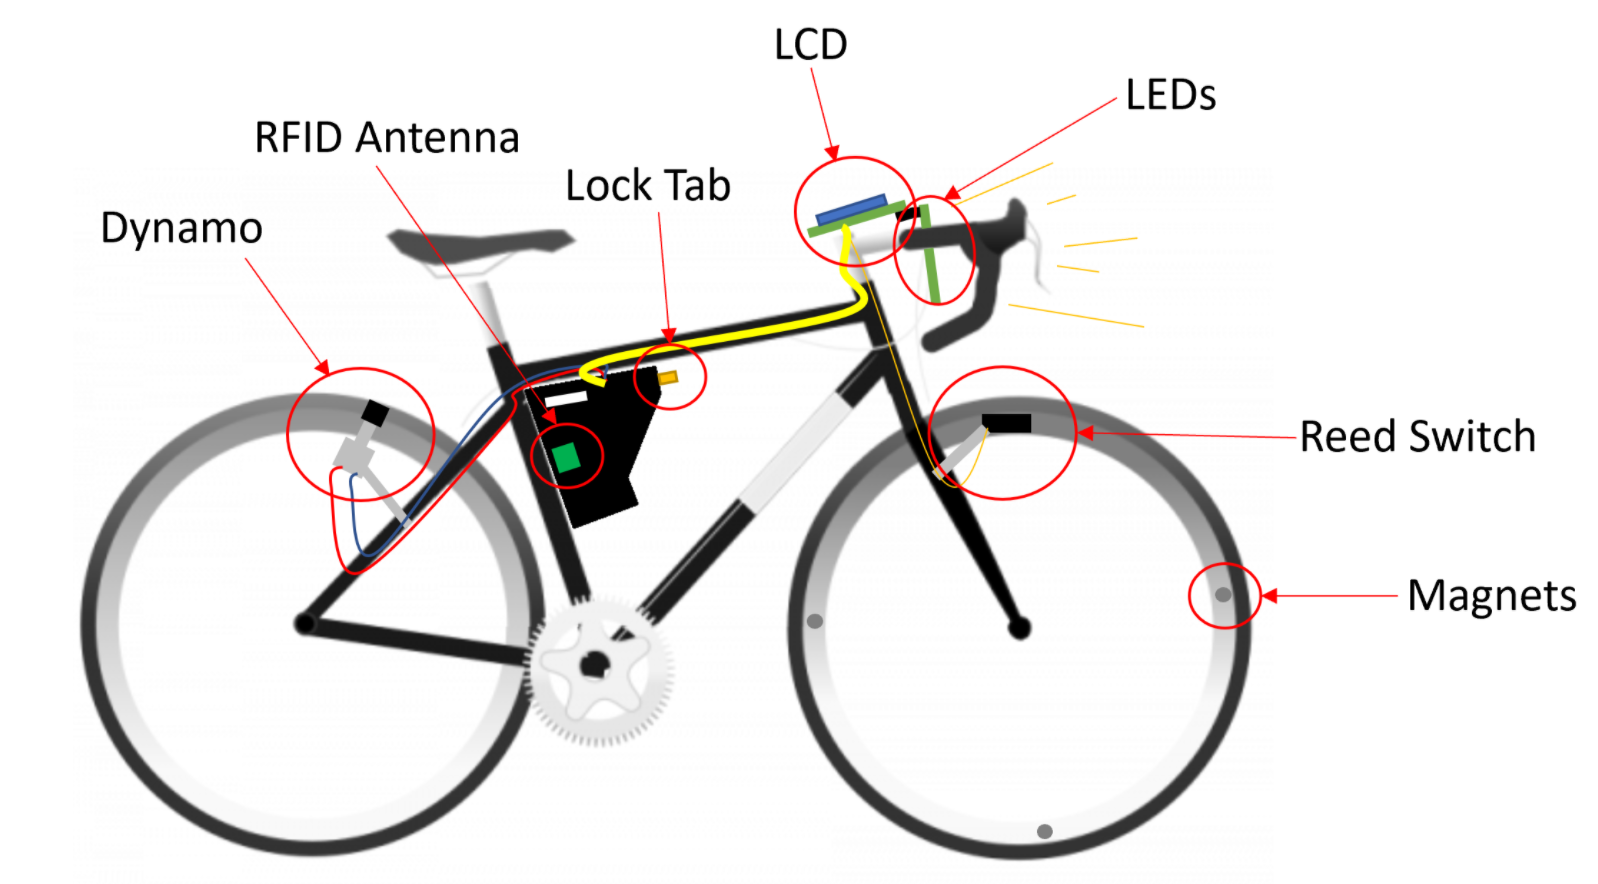 LCD
LEDs
RFID Antenna
Lock Tab
Dynamo
Reed Switch
Magnets